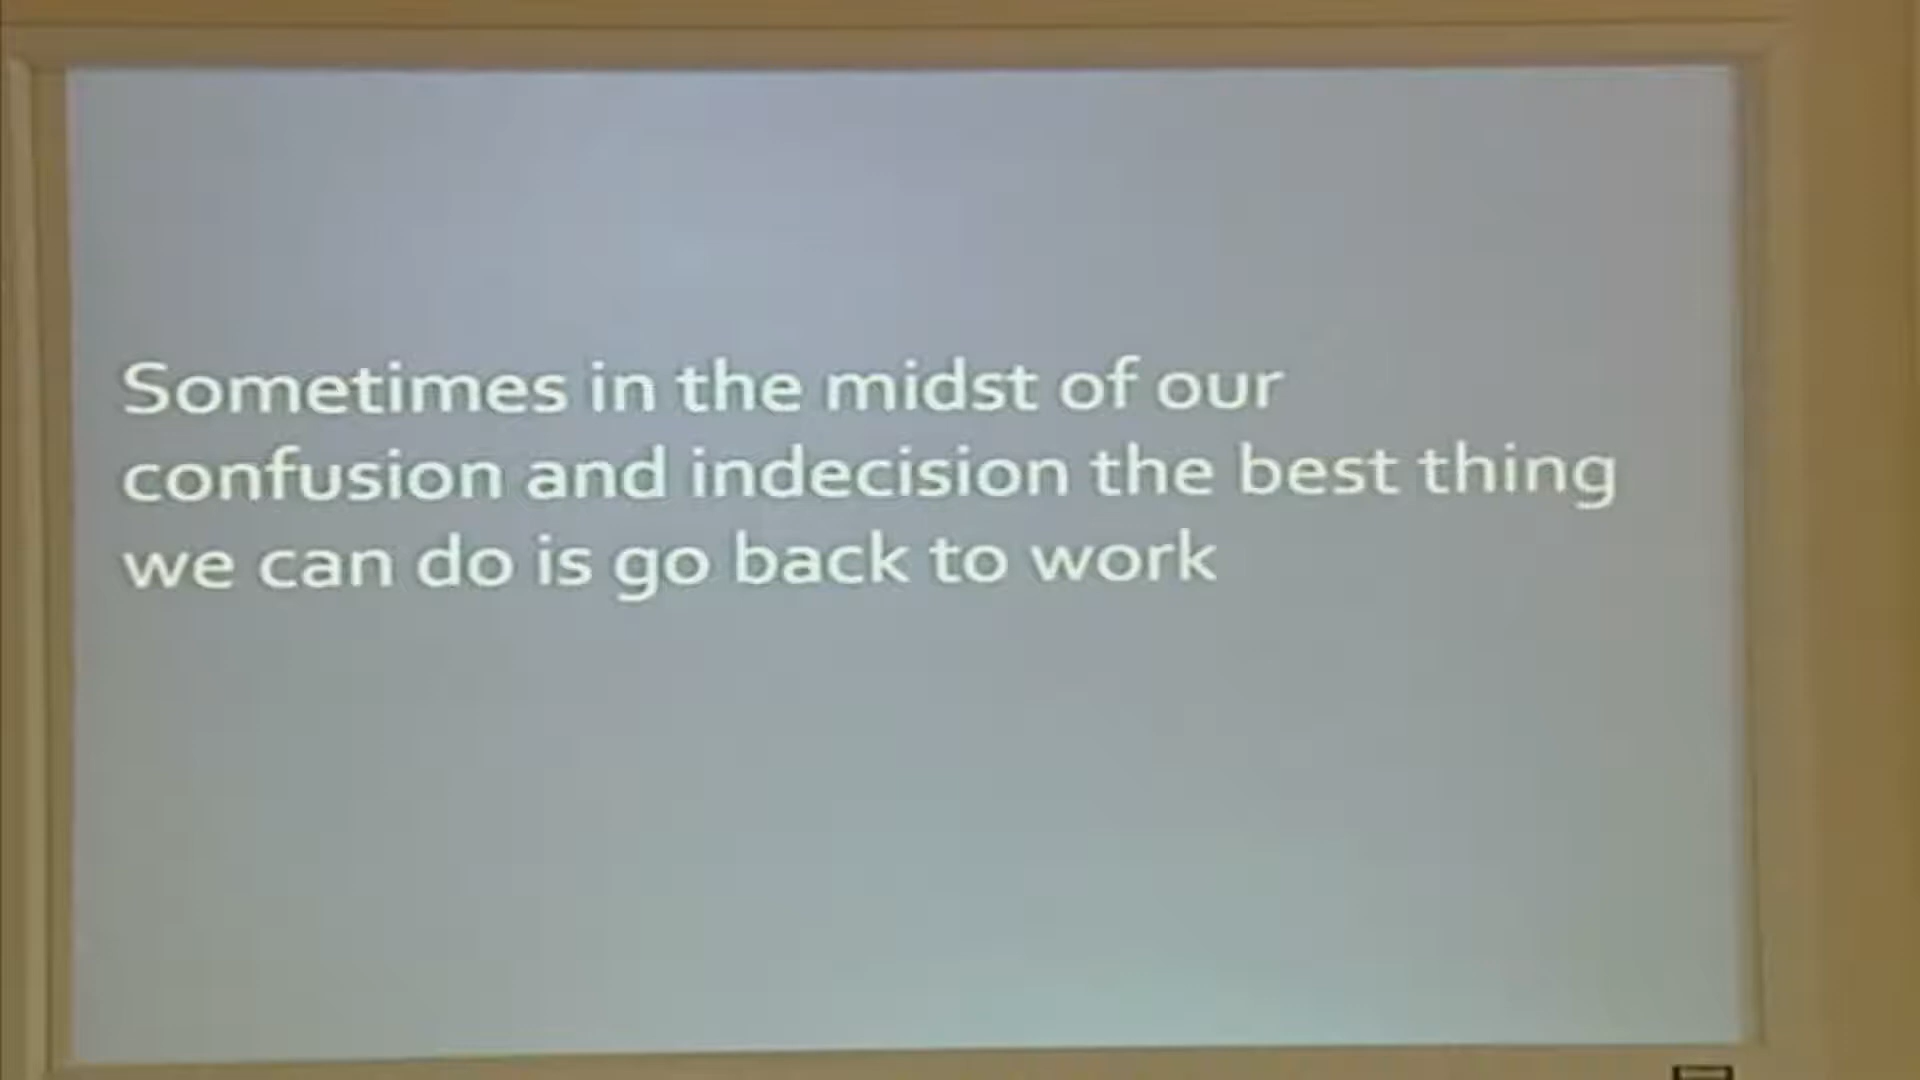 Sometimes in the midst of our
confusion and indecision the best thing
we can do is go back to work